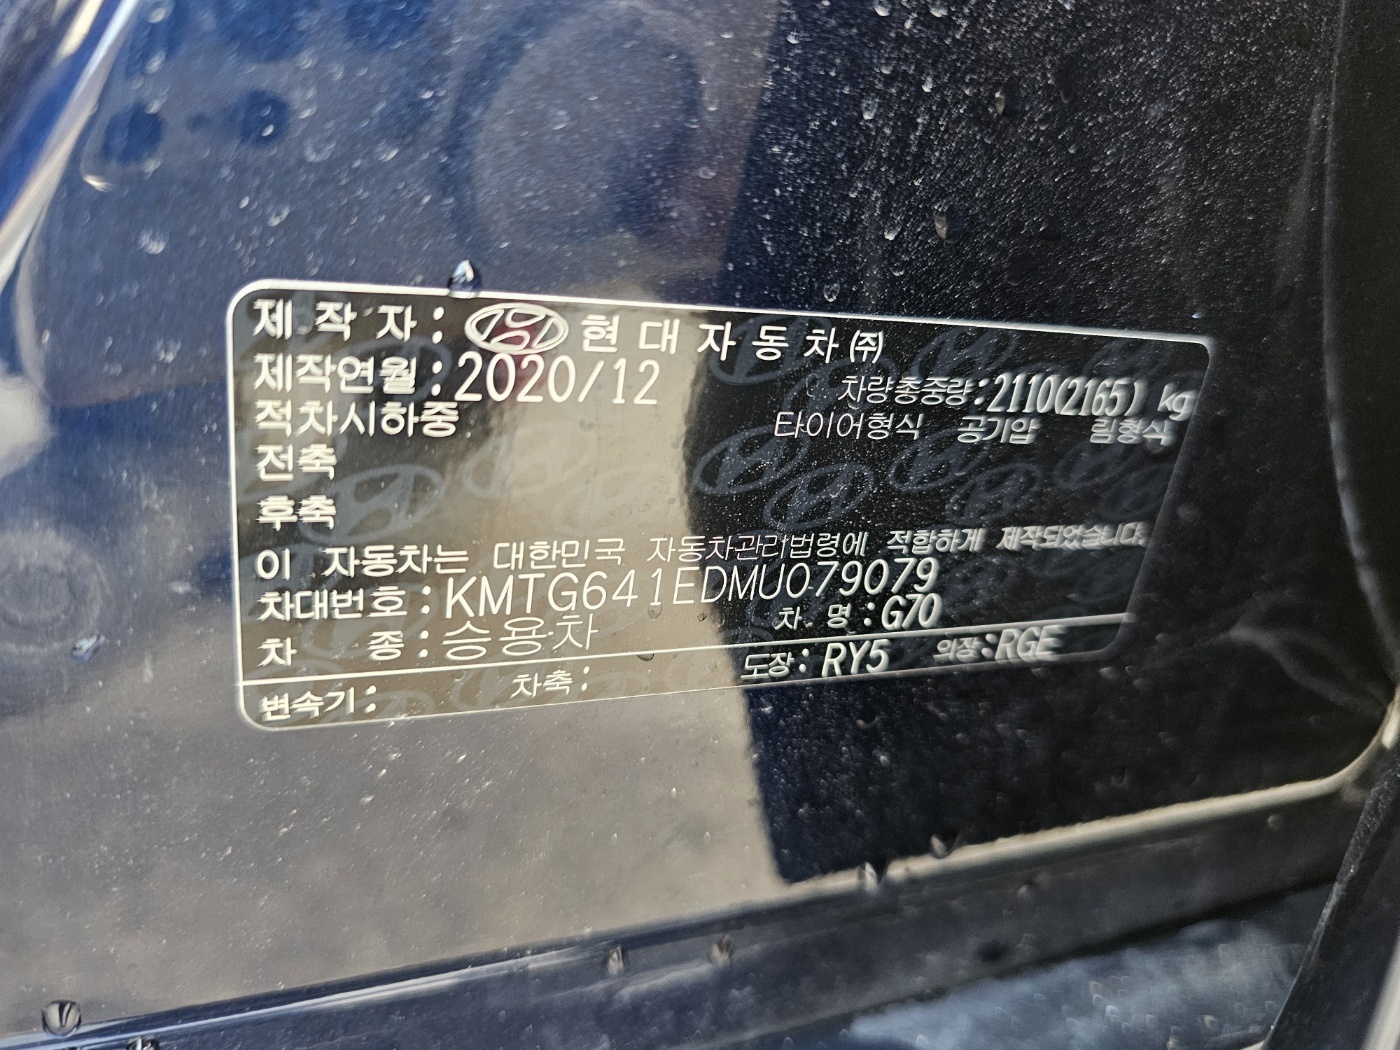 제 작 자 : 현 대 자 동 차 ㈜
제작연월 : 2020/12
차량총중량 : 2110(2165) kg
적차시하중
타이어형식 공기압 림형식
전축
후축
이 자동차는 대한민국 자동차관리법령에 적합하게 제작되었습니다.
차대번호 : KMTG641EDMU079079
차 종 : 승용차 차 명 : G70
변속기 : 차축 : 도장 : RY5 의장 : RGE